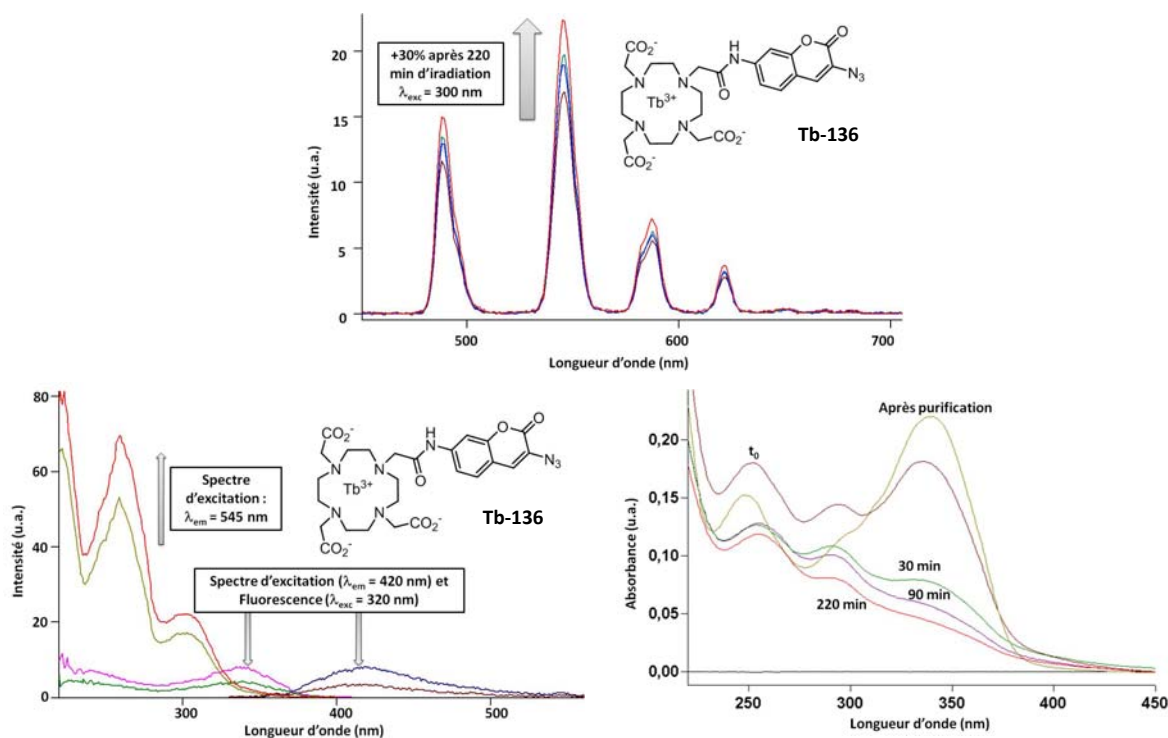 20
15
10
5
0
Intensité (u.a.)
+30% après 220
min d'iradiation
λexc = 300 nm
500
600
700
Longueur d'onde (nm)
CO2-
CO2-
CO2-
N
N
N
N
Tb3+
O
H
N
O
O
N3
Tb-136
80
60
40
20
0
Intensité (u.a.)
Spectre
d'excitation :
λem = 545 nm
CO2-
CO2-
CO2-
N
N
N
N
Tb3+
O
H
N
O
O
N3
Tb-136
Spectre d'excitation (λem = 420 nm) et
Fluorescence (λexc = 320 nm)
300
400
500
Longueur d'onde (nm)
0,20
0,15
0,10
0,05
0,00
Absorbance (u.a.)
Après purification
t0
30 min
90 min
220 min
250
300
350
400
450
Longueur d'onde (nm)